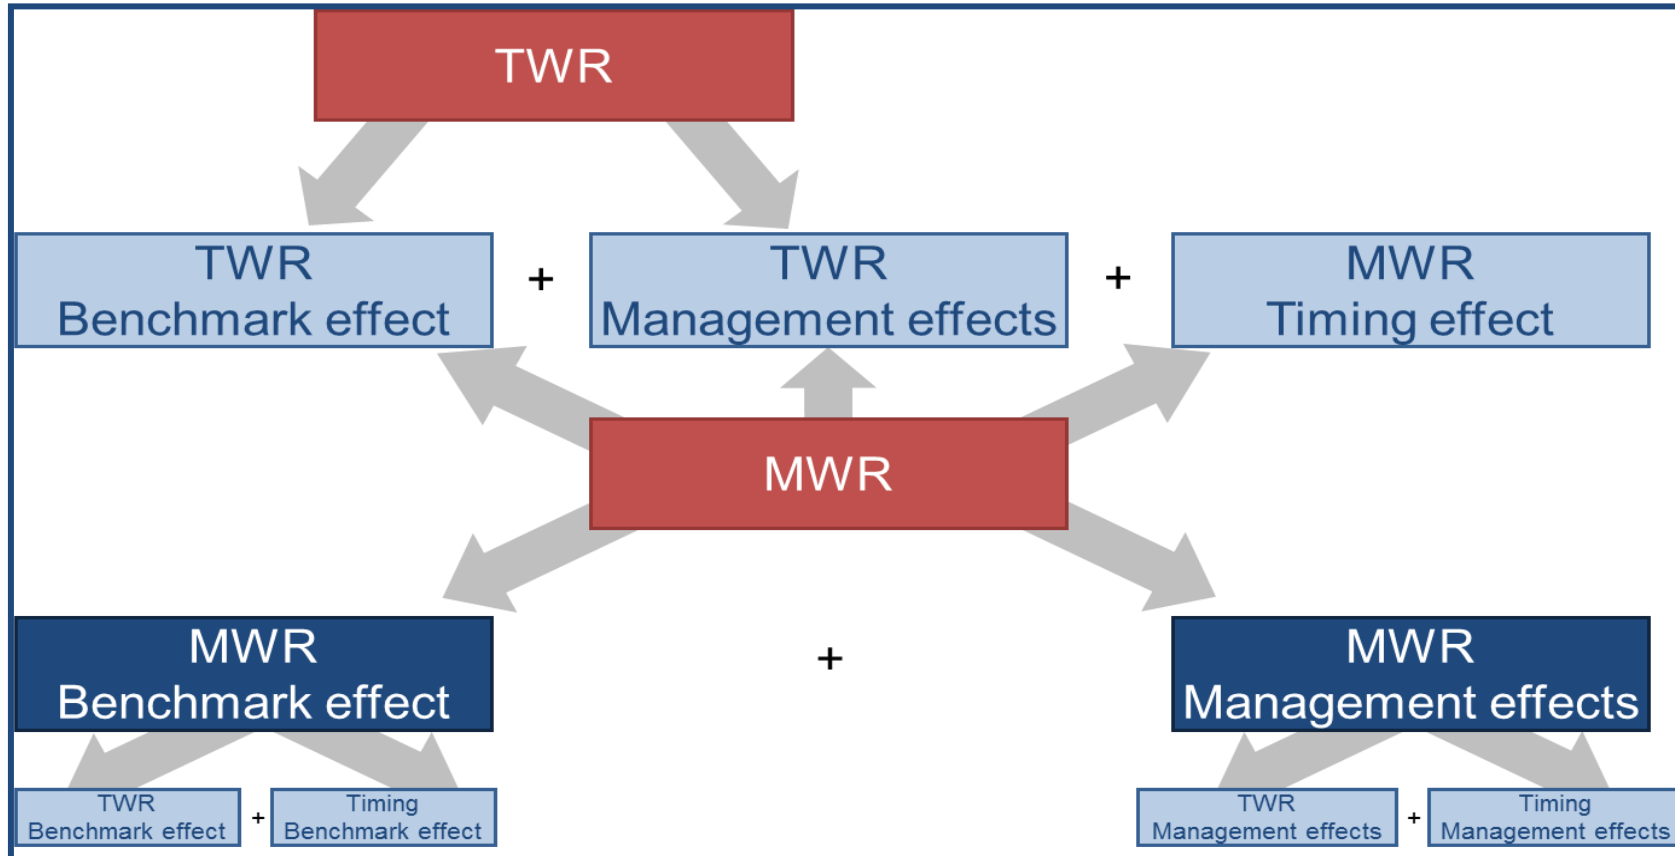 TWR
TWR
Benchmark effect
+
TWR
Management effects
+
MWR
Timing effect
MWR
MWR
Benchmark effect
+
MWR
Management effects
TWR
Benchmark effect
+
Timing
Benchmark effect
TWR
Management effects
+
Timing
Management effects